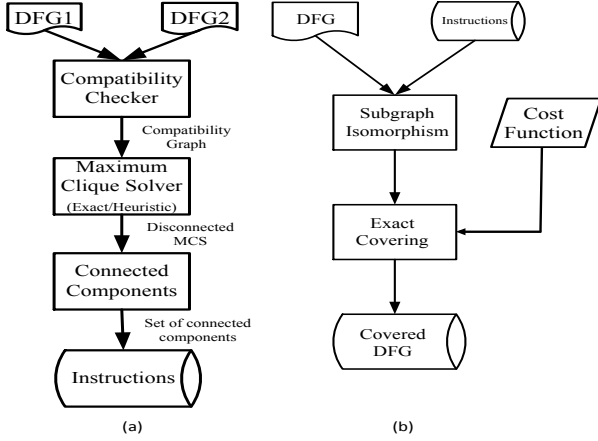 DFG1
DFG2
Compatibility
Checker
Compatibility
Graph
Maximum
Clique Solver
(Exact/Heuristic)
Disconnected
MCS
Connected
Components
Set of connected
components
Instructions
(a)
DFG
Instructions
Subgraph
Isomorphism
Cost
Function
Exact
Covering
Covered
DFG
(b)